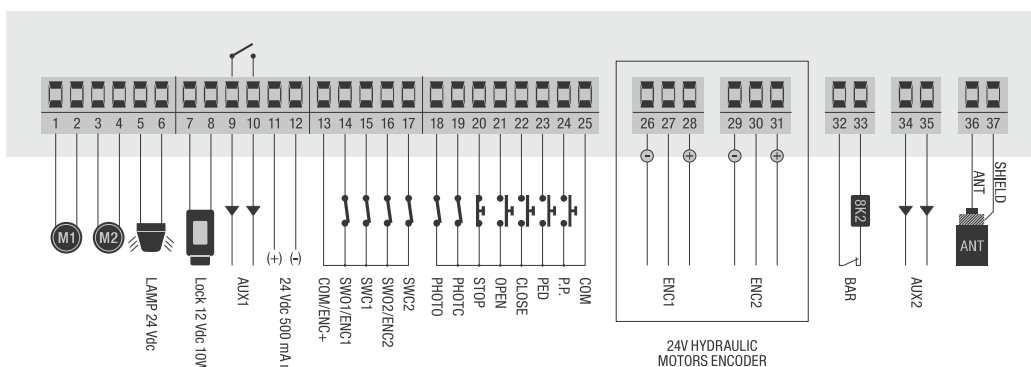 1 2 3 4 5 6 7 8 9 10 11 12 13 14 15 16 17 18 19 20 21 22 23 24 25 26 27 28 29 30 31 32 33 34 35 36 37
M1
M2
LAMP 24 Vdc
Lock 12 Vdc 10W
AUX1
(+) (-)
24 Vdc 500 mA
COM/ENC+
SWO1/ENC1
SWC1
SWO2/ENC2
SWC2
PHOTO
PHOTC
STOP
OPEN
CLOSE
PED
P.P.
COM
- +
ENC1
- +
ENC2
24V HYDRAULIC
MOTORS ENCODER
8K2
BAR
AUX2
ANT
SHIELD
ANT